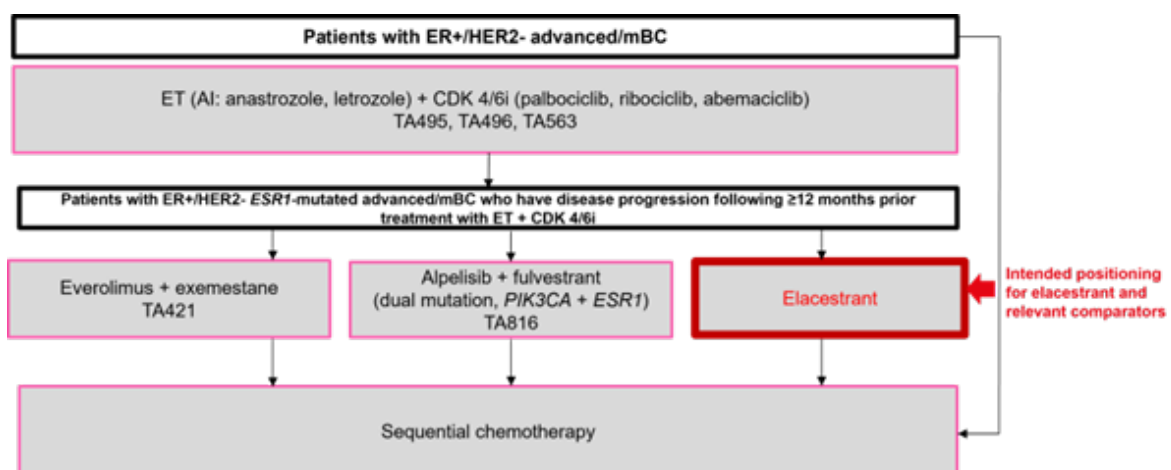 Patients with ER+/HER2- advanced/mBC
ET (AI: anastrozole, letrozole) + CDK 4/6i (palbociclib, ribociclib, abemaciclib)
TA495, TA496, TA563
Patients with ER+/HER2- ESR1-mutated advanced/mBC who have disease progression following ≥12 months prior
treatment with ET + CDK 4/6i
Everolimus + exemestane
TA421
Alpelisib + fulvestrant
(dual mutation, PIK3CA + ESR1)
TA816
Elacestrant
Intended positioning
for elacestrant and
relevant comparators
Sequential chemotherapy